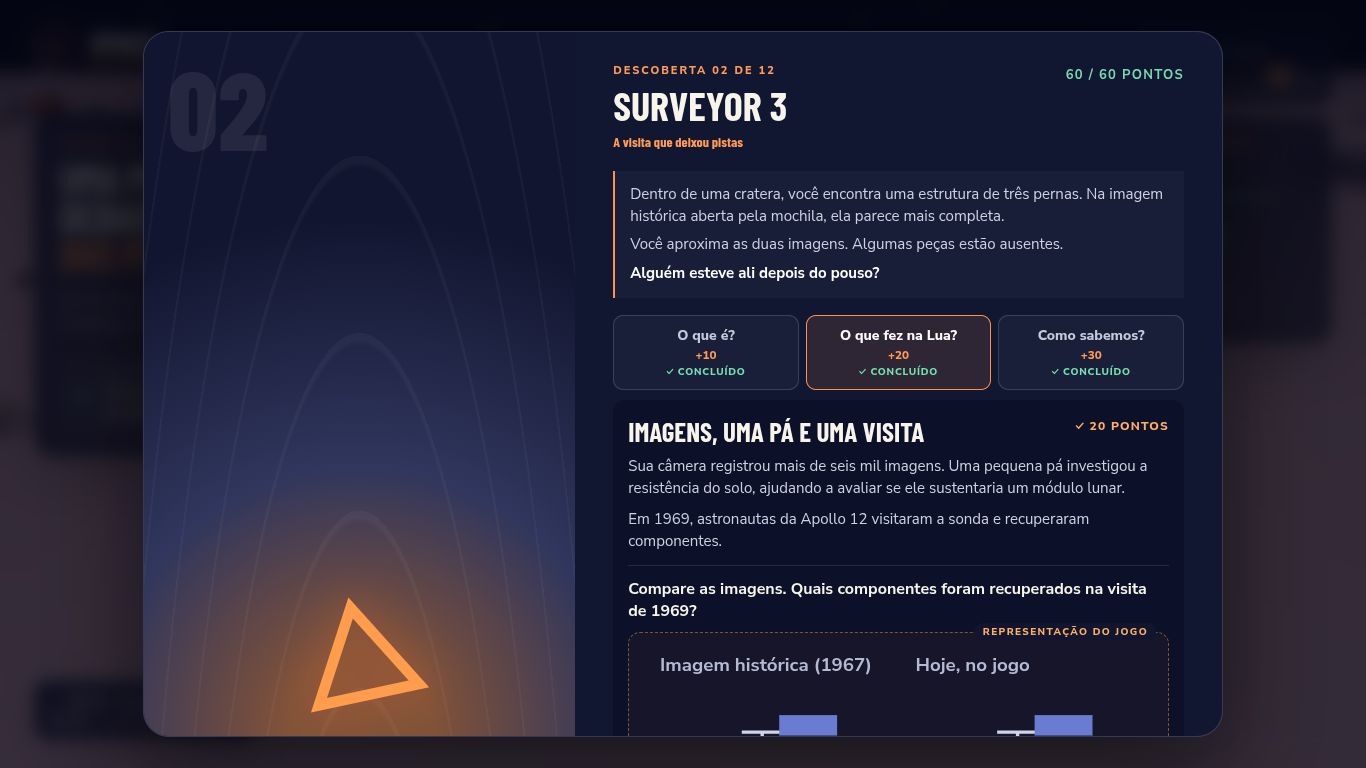 02
DESCOBERTA 02 DE 12
60 / 60 PONTOS
SURVEYOR 3
A visita que deixou pistas
Dentro de uma cratera, você encontra uma estrutura de três pernas. Na imagem
histórica aberta pela mochila, ela parece mais completa.
Você aproxima as duas imagens. Algumas peças estão ausentes.
Alguém esteve ali depois do pouso?
O que é?
+10
✓ CONCLUÍDO
O que fez na Lua?
+20
✓ CONCLUÍDO
Como sabemos?
+30
✓ CONCLUÍDO
IMAGENS, UMA PÁ E UMA VISITA
✓ 20 PONTOS
Sua câmera registrou mais de seis mil imagens. Uma pequena pá investigou a
resistência do solo, ajudando a avaliar se ele sustentaria um módulo lunar.
Em 1969, astronautas da Apollo 12 visitaram a sonda e recuperaram
componentes.
Compare as imagens. Quais componentes foram recuperados na visita
de 1969?
REPRESENTAÇÃO DO JOGO
Imagem histórica (1967)
Hoje, no jogo